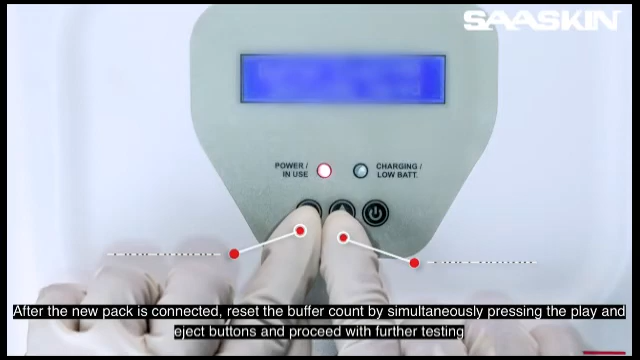 SAASKIN
POWER / CHARGING /
IN USE LOW BATT.
After the new pack is connected, reset the buffer count by simultaneously pressing the play and
eject buttons and proceed with further testing